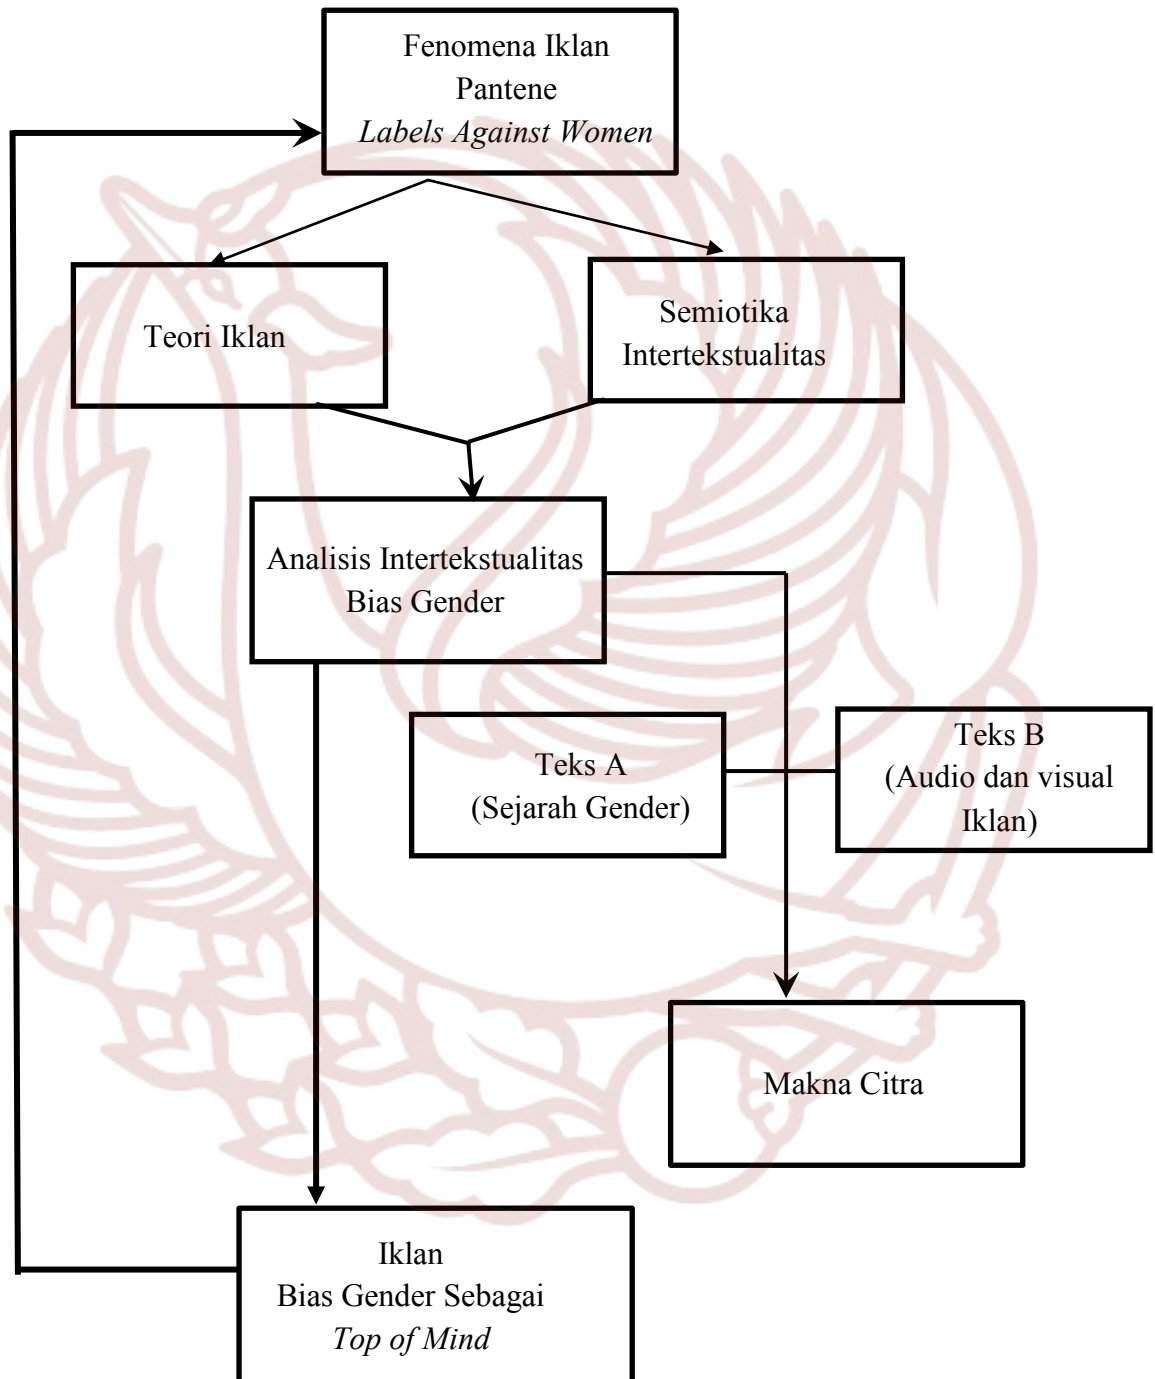 Fenomena Iklan
Pantene
Labels Against Women
Teori Iklan
Semiotika
Intertekstualitas
Analisis Intertekstualitas
Bias Gender
Teks A
(Sejarah Gender)
Teks B
(Audio dan visual
Iklan)
Makna Citra
Iklan
Bias Gender Sebagai
Top of Mind